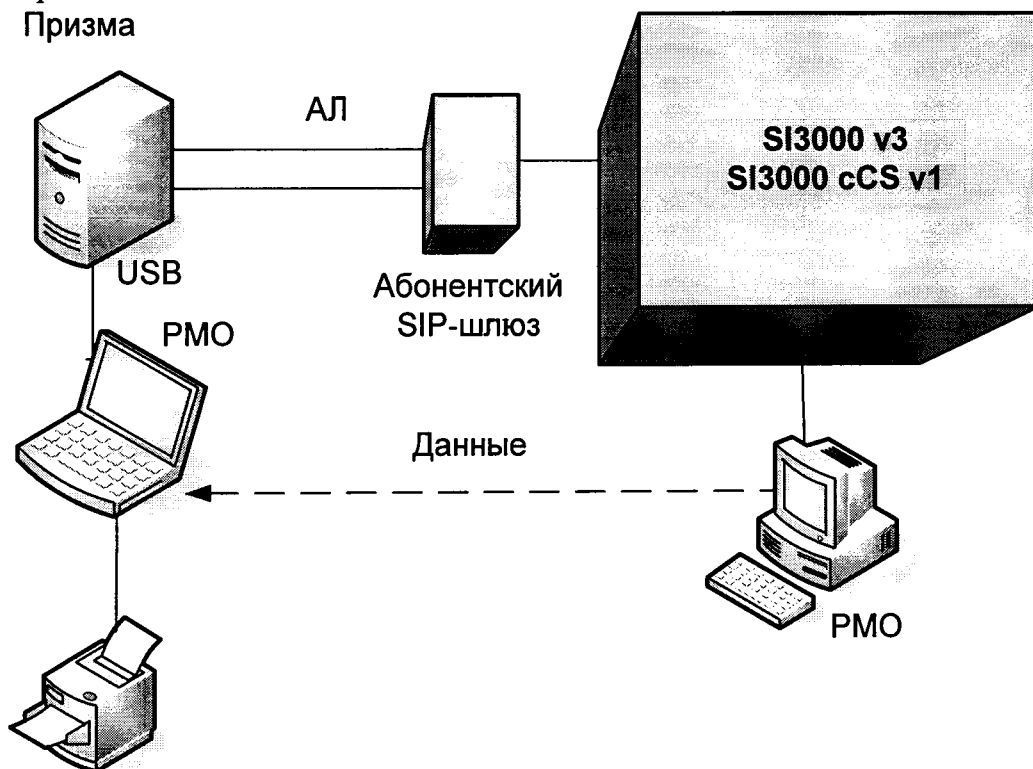 Призма
АЛ
SI3000 v3
SI3000 cCS v1
USB
Абонентский
SIP-шлюз
РМО
Данные
РМО